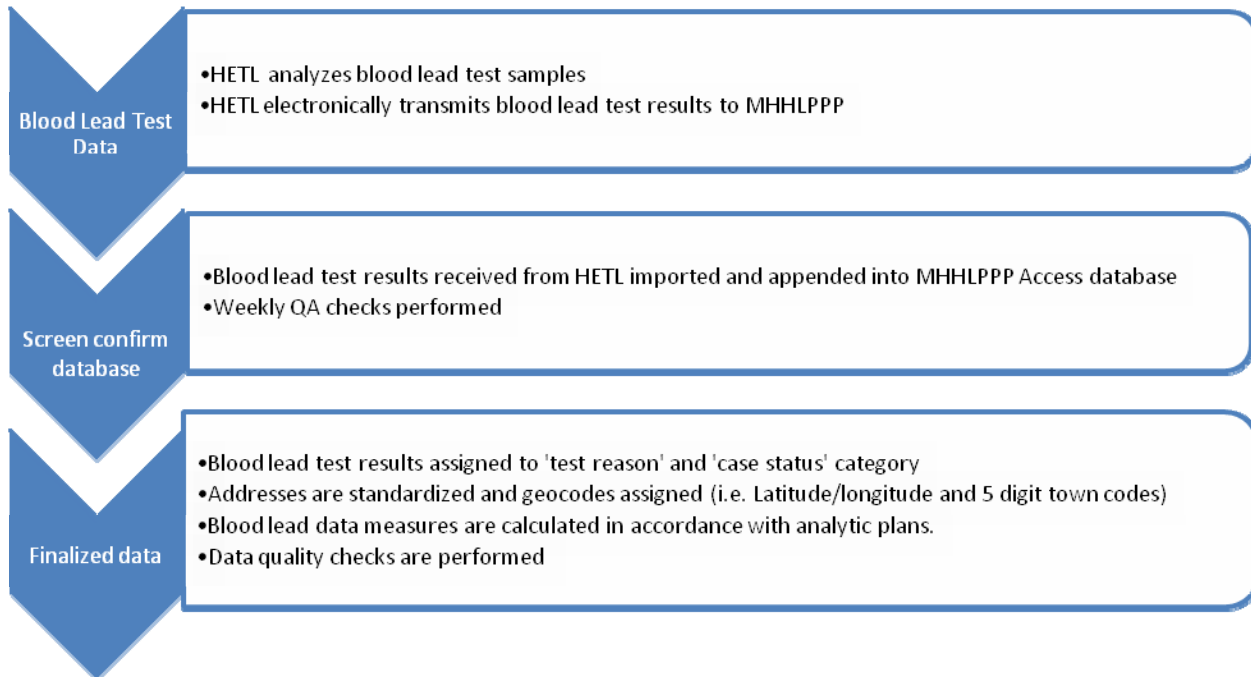 Blood Lead Test
Data
•HETL analyzes blood lead test samples
•HETL electronically transmits blood lead test results to MHHLPPP
Screen confirm
database
•Blood lead test results received from HETL imported and appended into MHHLPPP Access database
•Weekly QA checks performed
Finalized data
•Blood lead test results assigned to 'test reason' and 'case status' category
•Addresses are standardized and geocodes assigned (i.e. Latitude/longitude and 5 digit town codes)
•Blood lead data measures are calculated in accordance with analytic plans.
•Data quality checks are performed